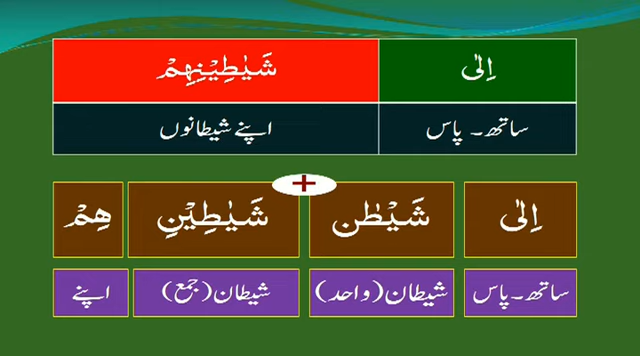 اِلٰى شَيٰطِيْنِهِمْ
ساتھ۔ پاس اپنے شیطانوں
+
اِلٰى شَيْطٰن شَيٰطِيْنِ هِمْ
ساتھ۔پاس شیطان(واحد) شیطان(جمع) اپنے